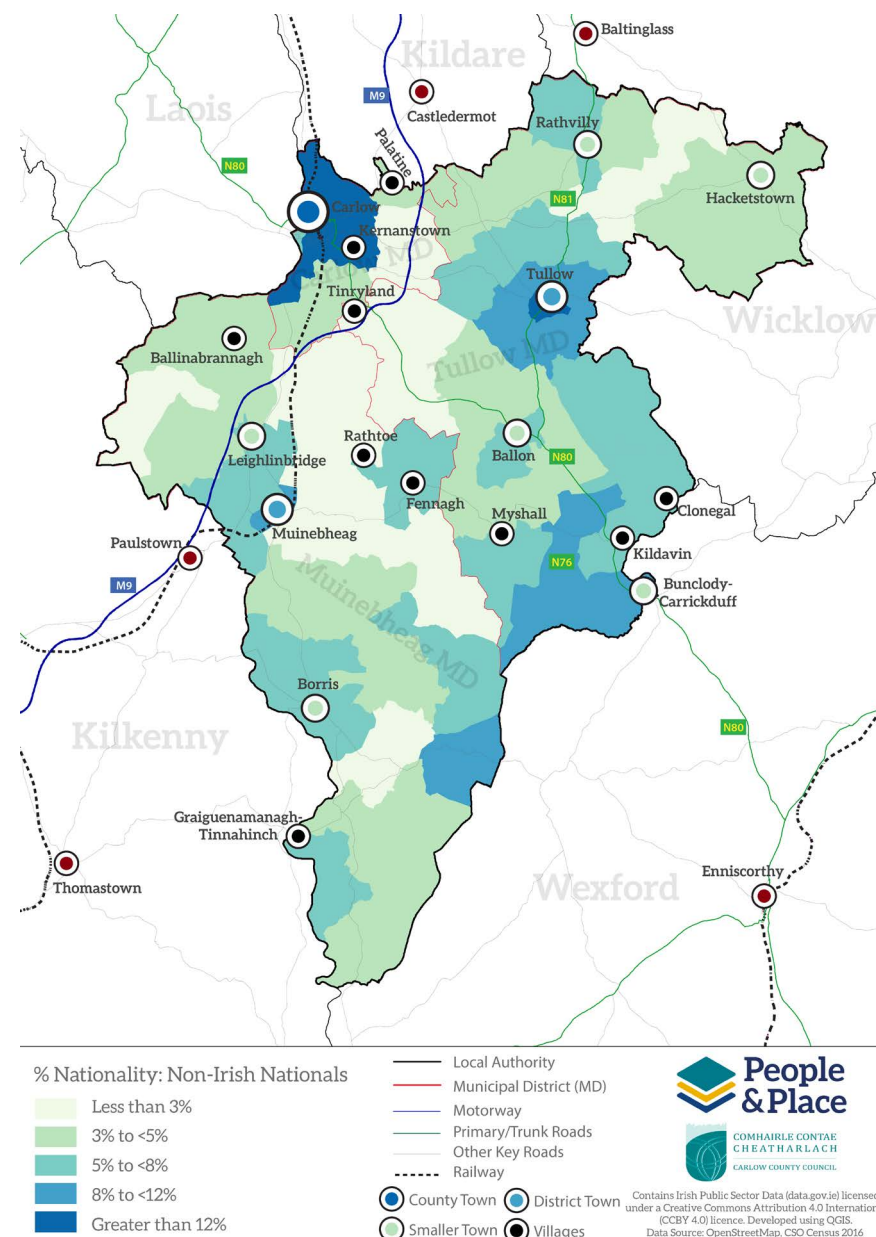 Baltinglass
Kildare
M9
Castledermot
Laois
Rathvilly
Palatine
N80
Hacketstown
N81
Carlow
Kernanstown
Carlow MD
Tullow
Tinryland
Wicklow
Ballinabrannagh
Tullow MD
Rathtoe
Leighlinbridge
Ballon
N80
Fennagh
Myshall
Clonegal
Muinebheag
Paulstown
Kildavin
N76
M9
Muinebheag MD
Bunclody-
Carrickduff
Borris
N80
Kilkenny
Graiguenamanagh-
Tinnahinch
Thomastown
Enniscorthy
Wexford
% Nationality: Non-Irish Nationals
Less than 3%
3% to <5%
5% to <8%
8% to <12%
Greater than 12%
Local Authority
Municipal District (MD)
Motorway
Primary/Trunk Roads
Other Key Roads
Railway
County Town
District Town
Smaller Town
Villages
People
& Place
COMHAIRLE CONTAE
CHEATHARLACH
CARLOW COUNTY COUNCIL
Contains Irish Public Sector Data (data.gov.ie) licensed
under a Creative Commons Attribution 4.0 Internation
(CCBY 4.0) licence. Developed using QGIS.
Data Source: OpenStreetMap, CSO Census 2016